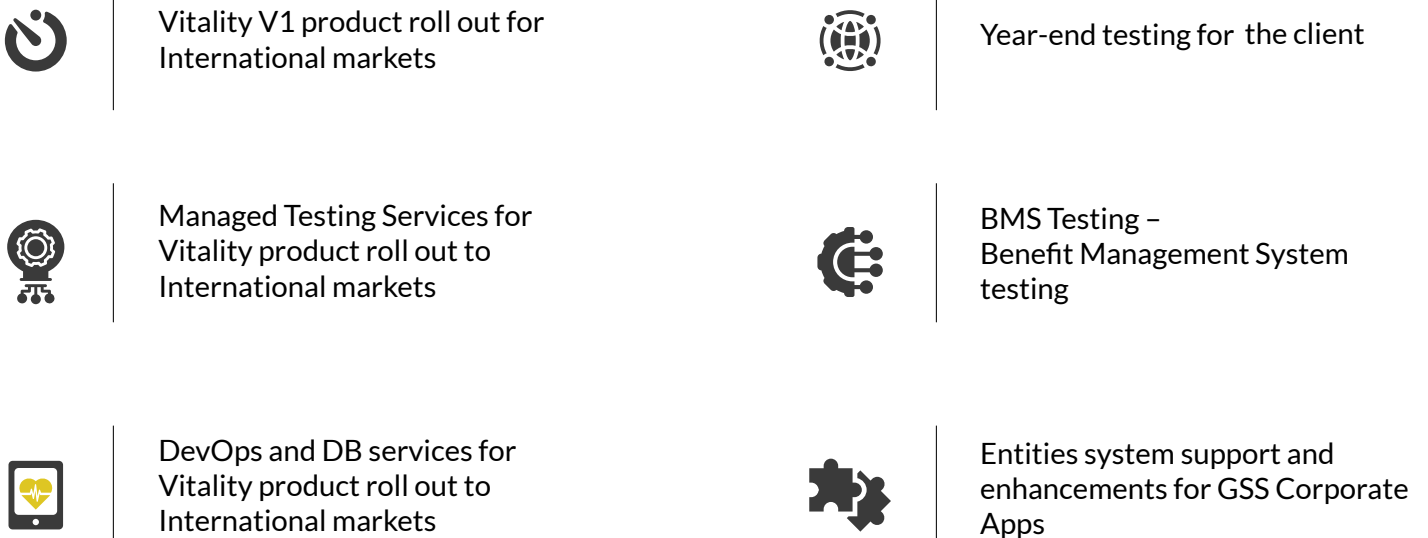 Vitality V1 product roll out for
International markets
Year-end testing for the client
Managed Testing Services for
Vitality product roll out to
International markets
BMS Testing –
Benefit Management System
testing
DevOps and DB services for
Vitality product roll out to
International markets
Entities system support and
enhancements for GSS Corporate
Apps